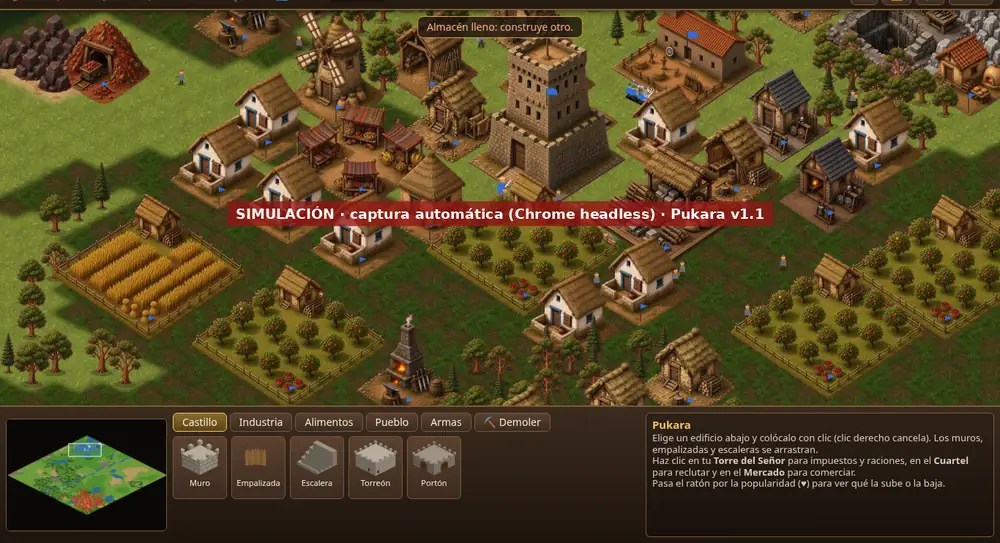 Almacén lleno: construye otro.
SIMULACIÓN · captura automática (Chrome headless) · Pukara v1.1
Castillo
Industria
Alimentos
Pueblo
Armas
Demoler
Muro
Empalizada
Escalera
Torreón
Portón
Pukara
Elige un edificio abajo y colócalo con clic (clic derecho cancela). Los muros,
empalizadas y escaleras se arrastran.
Haz clic en tu Torre del Señor para impuestos y raciones, en el Cuartel
para reclutar y en el Mercado para comerciar.
Pasa el ratón por la popularidad (♥) para ver qué la sube o la baja.